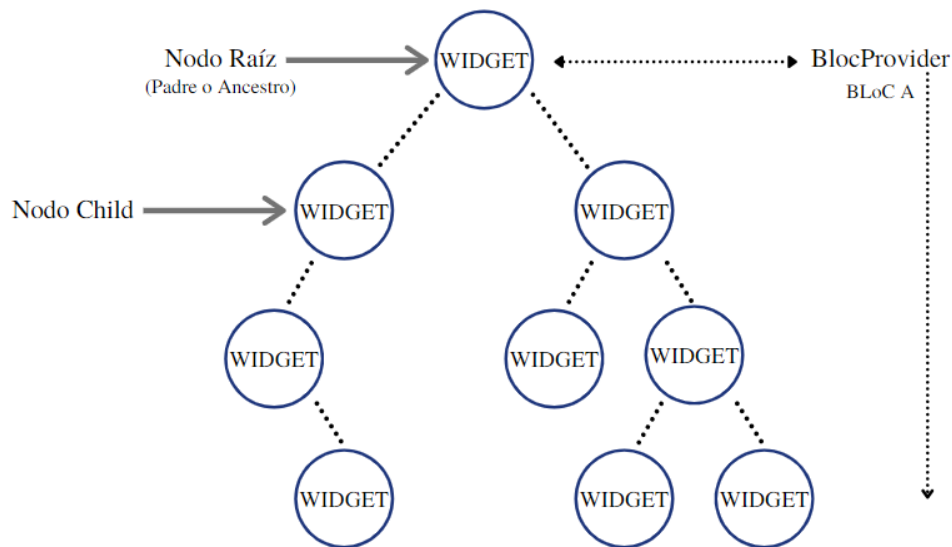 Nodo Raíz
(Padre o Ancestro)
WIDGET
BlocProvider
BLoC A
Nodo Child
WIDGET
WIDGET
WIDGET
WIDGET
WIDGET
WIDGET
WIDGET
WIDGET